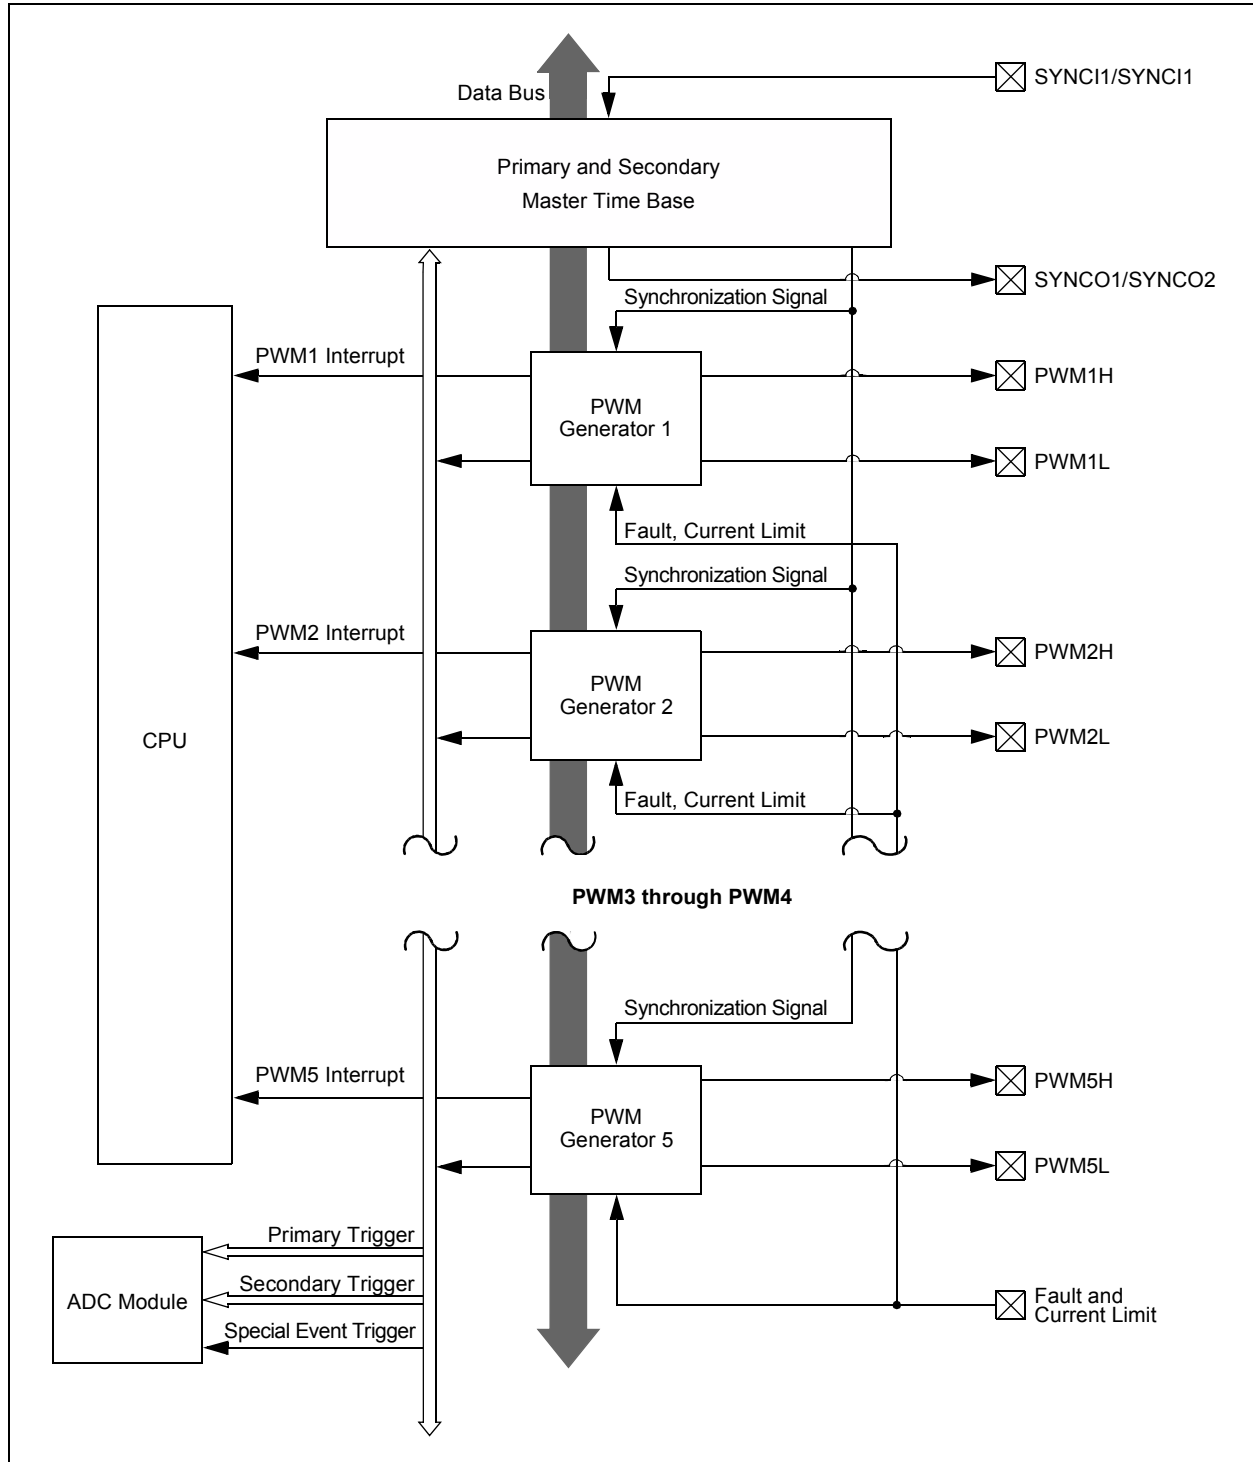 SYNCI1/SYNCI1
Data Bus
Primary and Secondary
Master Time Base
SYNCO1/SYNCO2
Synchronization Signal
PWM1 Interrupt
PWM
Generator 1
PWM1H
PWM1L
Fault, Current Limit
Synchronization Signal
PWM2 Interrupt
PWM
Generator 2
PWM2H
CPU
PWM2L
Fault, Current Limit
PWM3 through PWM4
Synchronization Signal
PWM5 Interrupt
PWM
Generator 5
PWM5H
PWM5L
Primary Trigger
Secondary Trigger
ADC Module
Special Event Trigger
Fault and
Current Limit